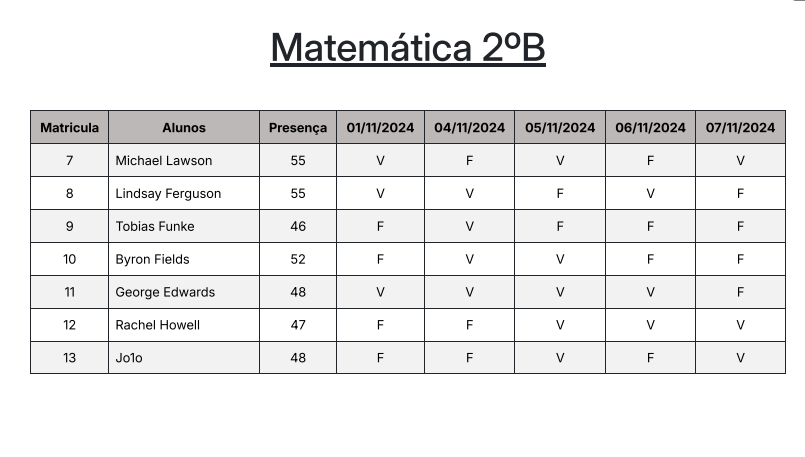 Matemática 2ºB
Matricula Alunos Presença 01/11/2024 04/11/2024 05/11/2024 06/11/2024 07/11/2024
7 Michael Lawson 55 V F V F V
8 Lindsay Ferguson 55 V V F V F
9 Tobias Funke 46 F V F F F
10 Byron Fields 52 F V V F F
11 George Edwards 48 V V V V F
12 Rachel Howell 47 F F V V V
13 Jo1o 48 F F V F V